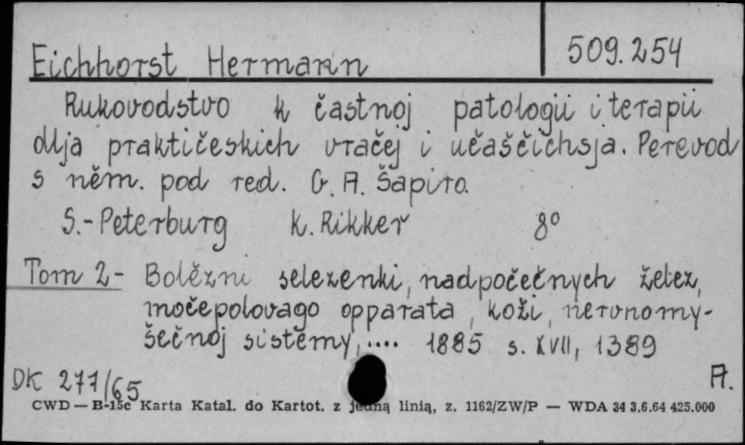 Eichhorst Hermann 509.254
Rukovodstvo k častnoj patologii i terapii
dlja praktičeskich vračej i učaščichsja. Perevod
s něm. pod red. G. A. Šapiro.
S.-Peterburg K. Rikker 8°
Tom 2 - Bolězni selezenki, nadpočečnych želez,
močepolovago apparata, koži, nervnomy-
šečnoj sistemy, .... 1885 s. XVII, 1389
DK 277/65 A.
CWD — B-15c Karta Katal. do Kartot. z jedną linią, z. 1162/ZW/P — WDA 34 3.6.64 425.000